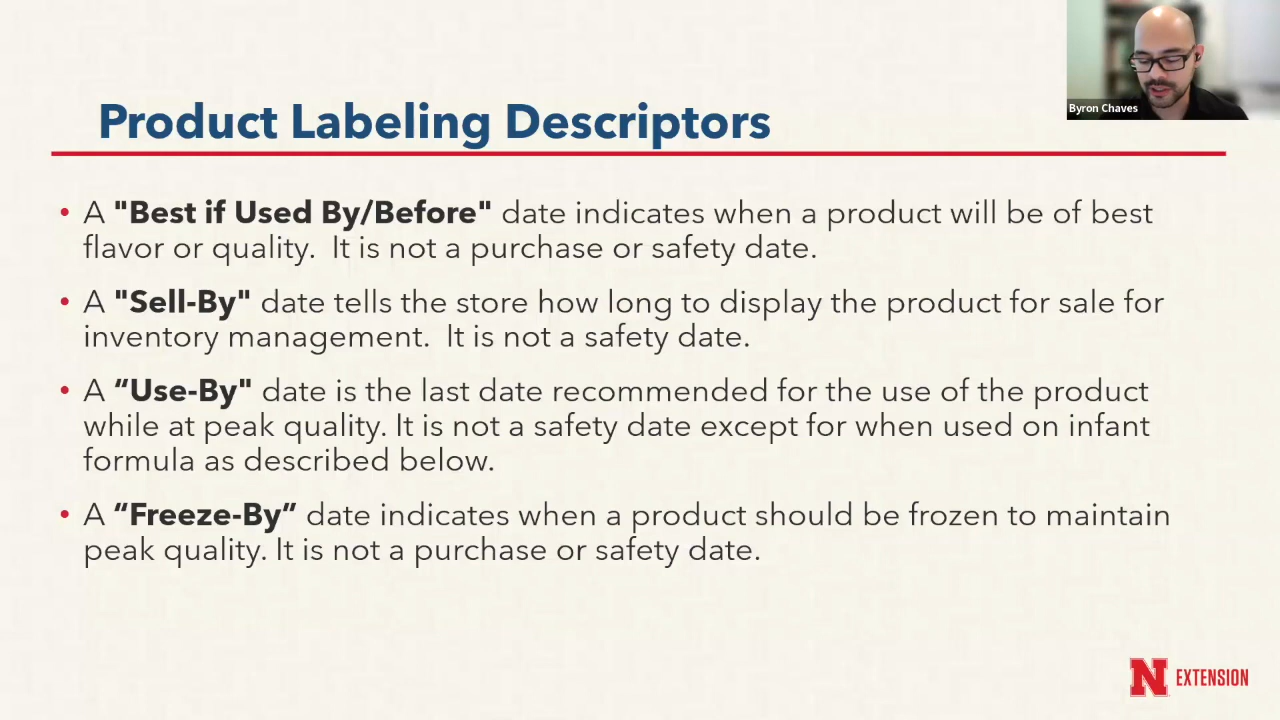 Byron Chaves
Product Labeling Descriptors
• A "Best if Used By/Before" date indicates when a product will be of best
flavor or quality.  It is not a purchase or safety date.
• A "Sell-By" date tells the store how long to display the product for sale for
inventory management.  It is not a safety date.
• A “Use-By" date is the last date recommended for the use of the product
while at peak quality. It is not a safety date except for when used on infant
formula as described below.
• A “Freeze-By” date indicates when a product should be frozen to maintain
peak quality. It is not a purchase or safety date.
N EXTENSION